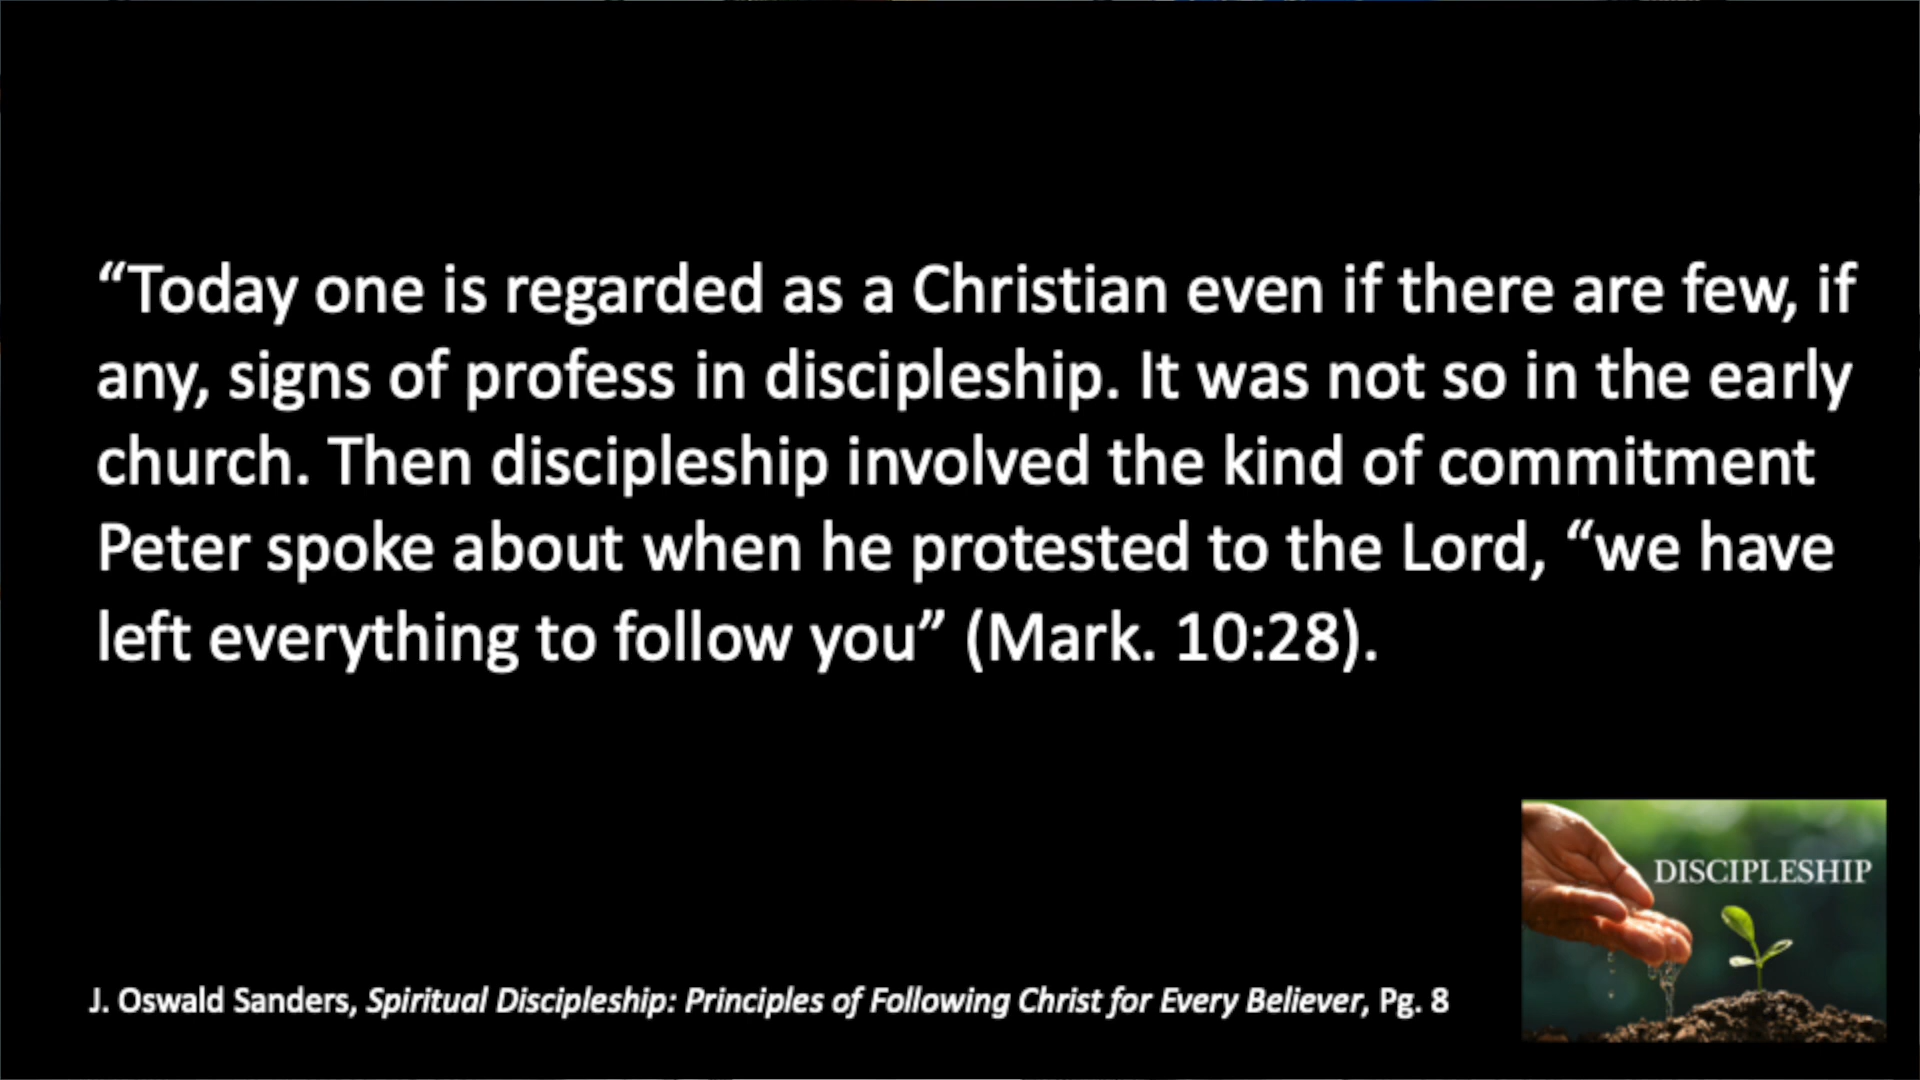 “Today one is regarded as a Christian even if there are few, if
any, signs of profess in discipleship. It was not so in the early
church. Then discipleship involved the kind of commitment
Peter spoke about when he protested to the Lord, “we have
left everything to follow you” (Mark. 10:28).
DISCIPLESHIP
J. Oswald Sanders, Spiritual Discipleship: Principles of Following Christ for Every Believer, Pg. 8